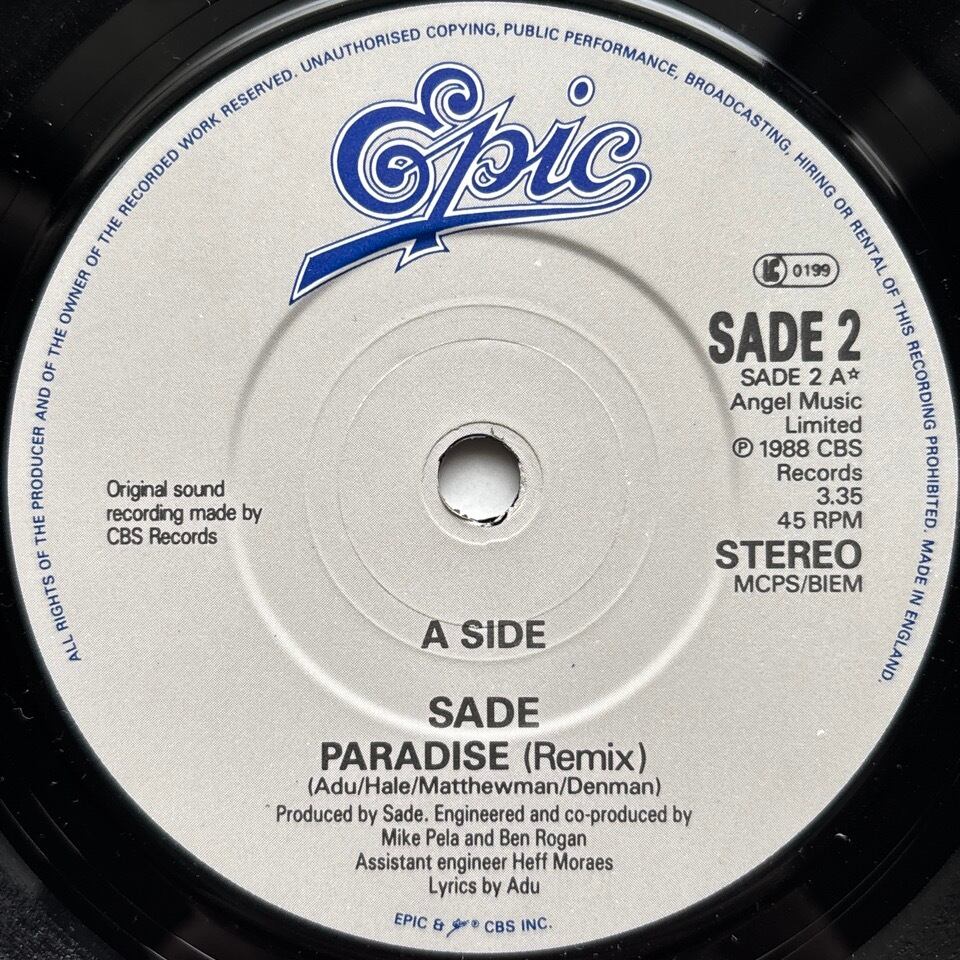 ALL RIGHTS OF THE PRODUCER AND OF THE OWNER OF THE RECORDED WORK RESERVED. UNAUTHORISED COPYING, PUBLIC PERFORMANCE, BROADCASTING, HIRING OR RENTAL OF THIS RECORDING PROHIBITED. MADE IN ENGLAND.
Epic
LC 0199
SADE 2
SADE 2 A☆
Angel Music
Limited
℗ 1988 CBS
Records
3.35
45 RPM
STEREO
MCPS/BIEM
Original sound
recording made by
CBS Records
A SIDE
SADE
PARADISE (Remix)
(Adu/Hale/Matthewman/Denman)
Produced by Sade. Engineered and co-produced by
Mike Pela and Ben Rogan
Assistant engineer Heff Moraes
Lyrics by Adu
EPIC & Epic ® CBS INC.